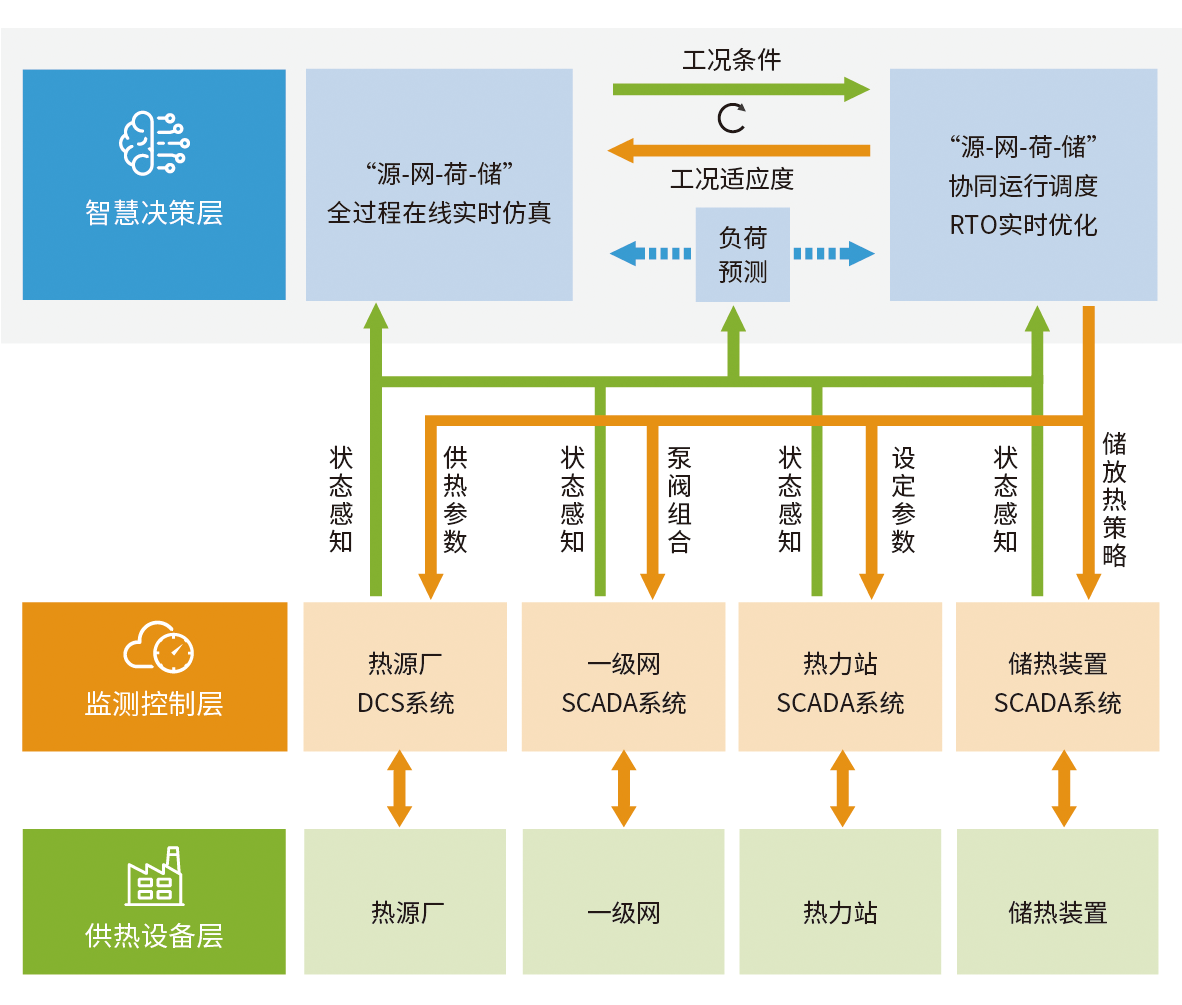 工况条件
智慧决策层
“源-网-荷-储”
全过程在线实时仿真
工况适应度
负荷
预测
“源-网-荷-储”
协同运行调度
RTO实时优化
状态感知
供热参数
状态感知
泵阀组合
状态感知
设定参数
状态感知
储放热策略
监测控制层
热源厂
DCS系统
一级网
SCADA系统
热力站
SCADA系统
储热装置
SCADA系统
供热设备层
热源厂
一级网
热力站
储热装置